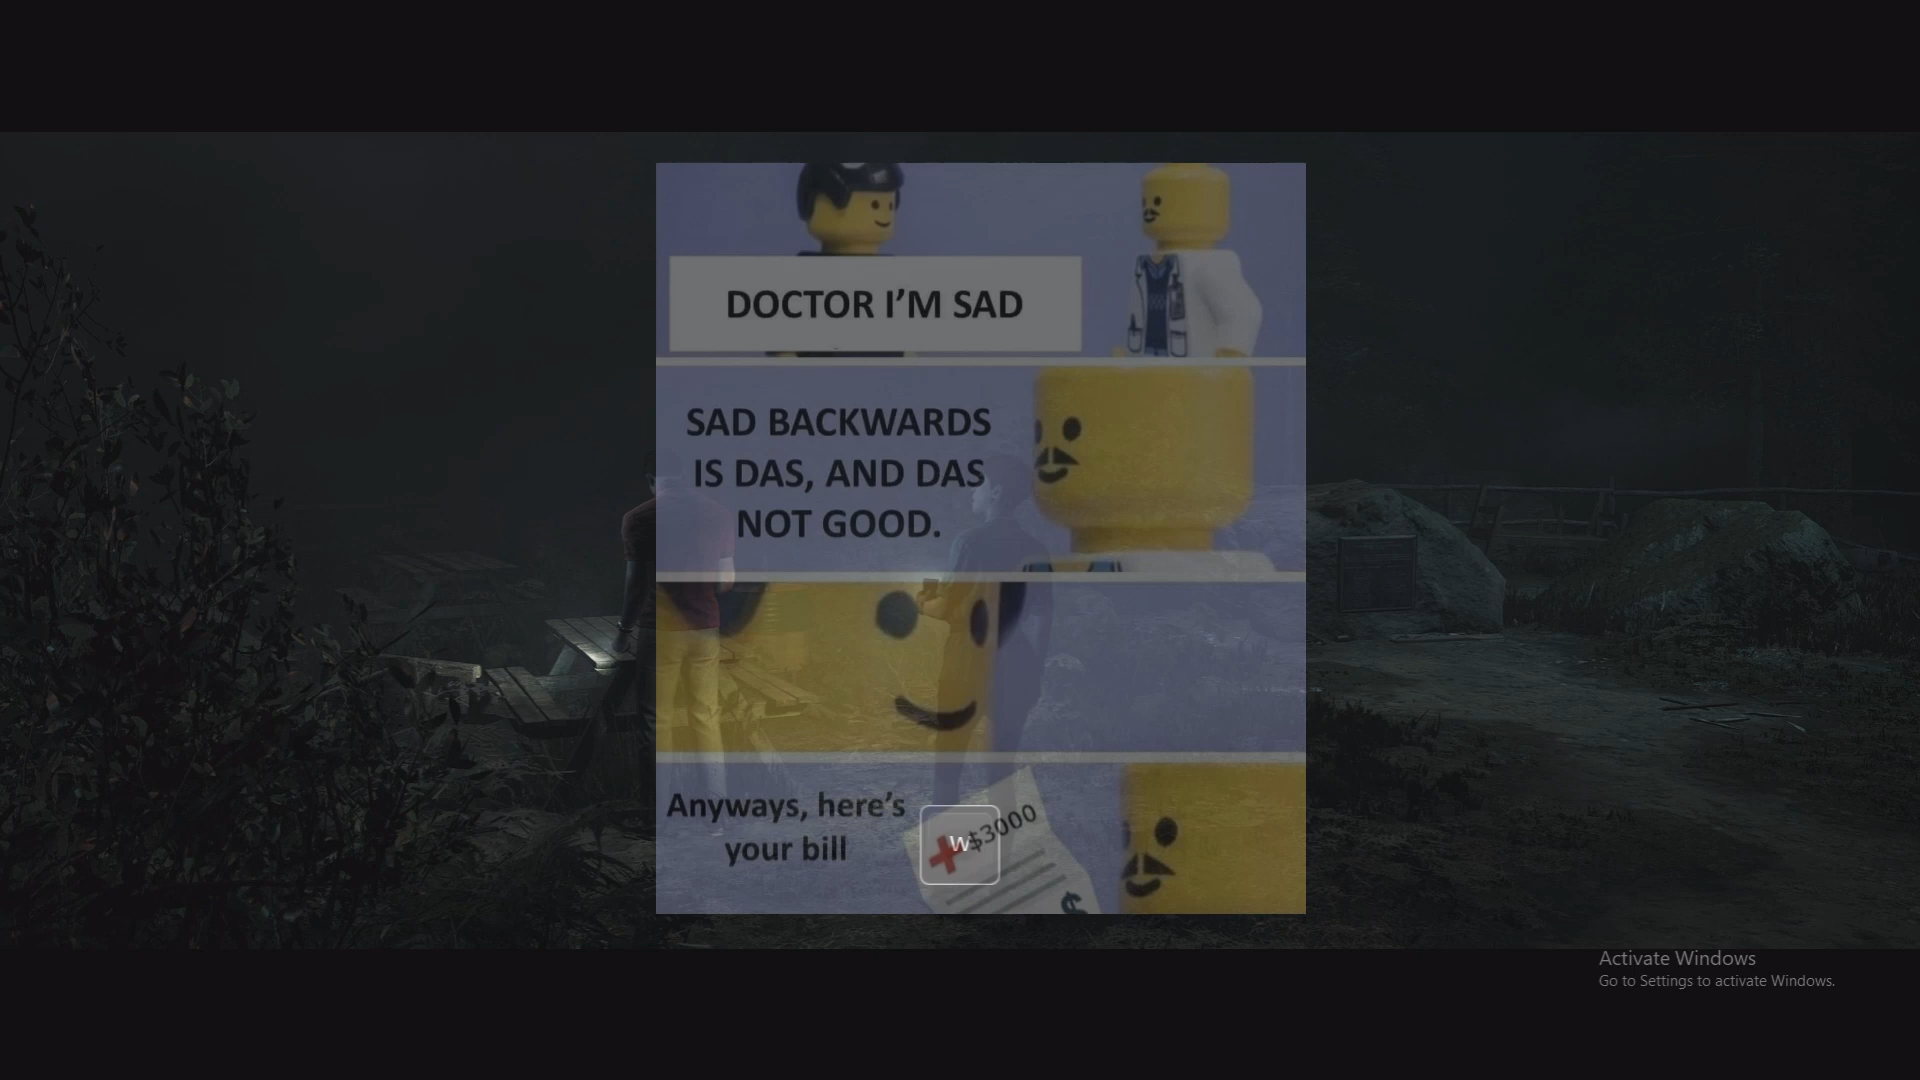 DOCTOR I’M SAD
SAD BACKWARDS
IS DAS, AND DAS
NOT GOOD.
Anyways, here’s
your bill
$3000
W
$
Activate Windows
Go to Settings to activate Windows.